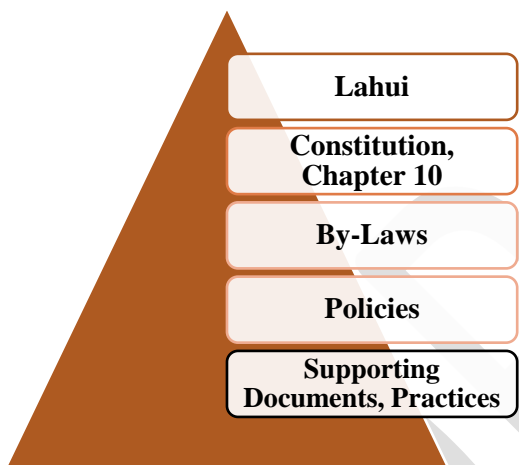 Lahui
Constitution,
Chapter 10
By-Laws
Policies
Supporting
Documents, Practices